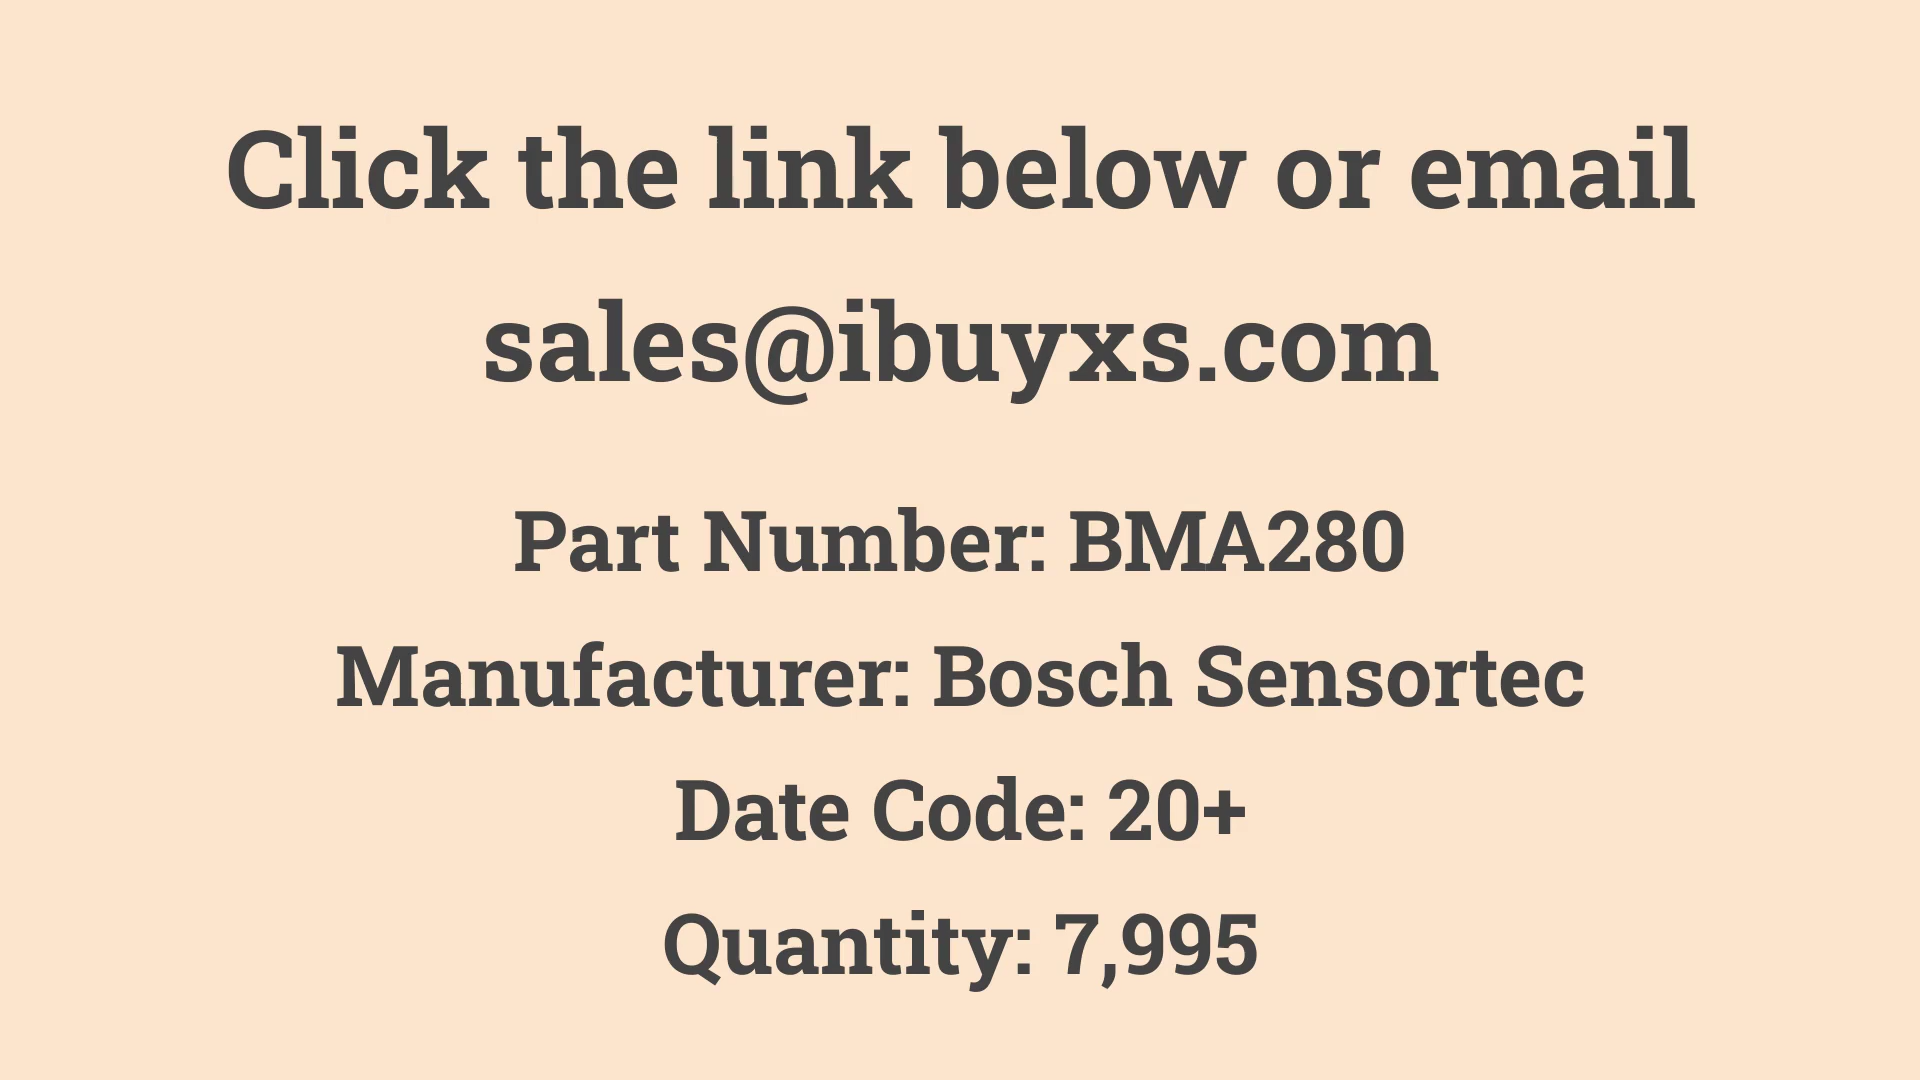 Click the link below or email
sales@ibuyxs.com
Part Number: BMA280
Manufacturer: Bosch Sensortec
Date Code: 20+
Quantity: 7,995